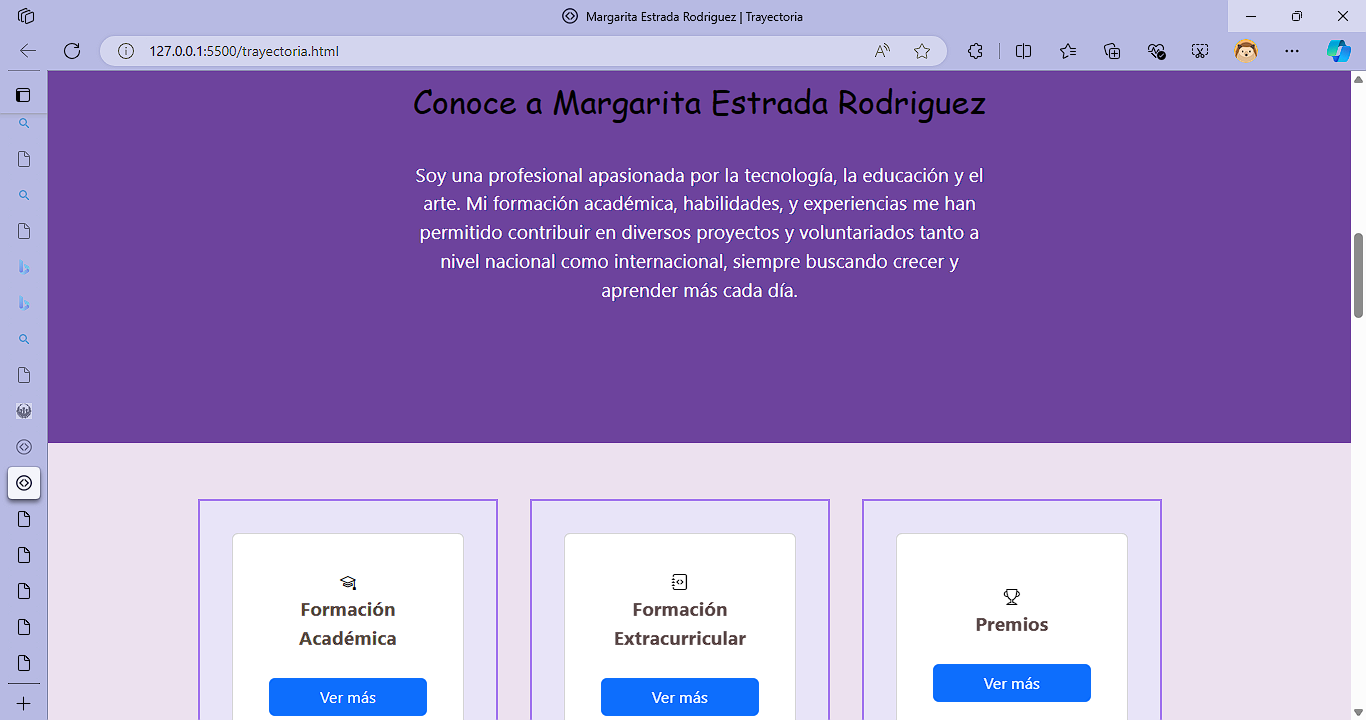 Margarita Estrada Rodriguez | Trayectoria
127.0.0.1:5500/trayectoria.html
Conoce a Margarita Estrada Rodriguez
Soy una profesional apasionada por la tecnología, la educación y el
arte. Mi formación académica, habilidades, y experiencias me han
permitido contribuir en diversos proyectos y voluntariados tanto a
nivel nacional como internacional, siempre buscando crecer y
aprender más cada día.
Formación
Académica
Ver más
Formación
Extracurricular
Ver más
Premios
Ver más